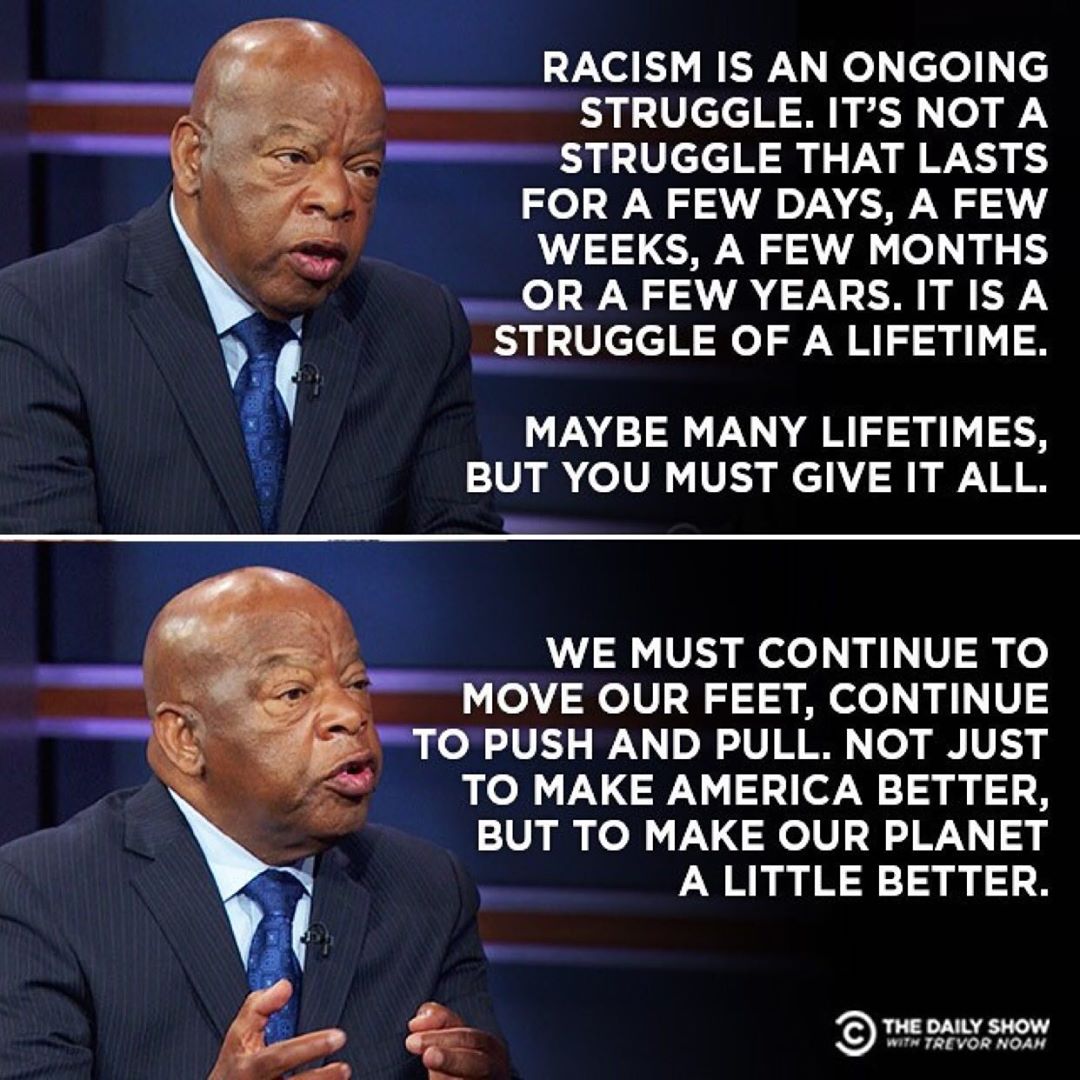 RACISM IS AN ONGOING
STRUGGLE. IT'S NOT A
STRUGGLE THAT LASTS
FOR A FEW DAYS, A FEW
WEEKS, A FEW MONTHS
OR A FEW YEARS. IT IS A
STRUGGLE OF A LIFETIME.
MAYBE MANY LIFETIMES,
BUT YOU MUST GIVE IT ALL.
WE MUST CONTINUE TO
MOVE OUR FEET, CONTINUE
TO PUSH AND PULL. NOT JUST
TO MAKE AMERICA BETTER,
BUT TO MAKE OUR PLANET
A LITTLE BETTER.
THE DAILY SHOW
WITH TREVOR NOAH